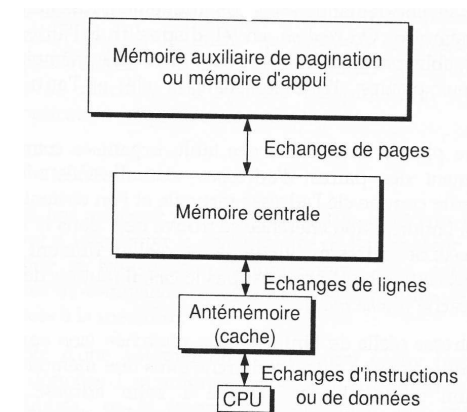 Mémoire auxiliaire de pagination
ou mémoire d'appui
Echanges de pages
Mémoire centrale
Echanges de lignes
Antémémoire
(cache)
Echanges d'instructions
ou de données
CPU